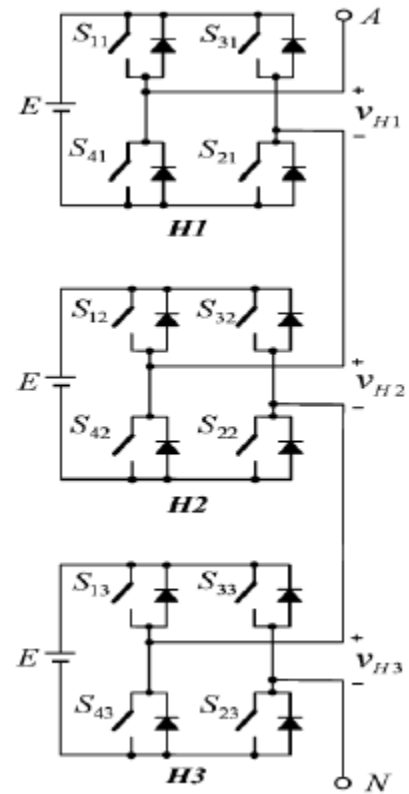 A
S11
S31
+
E
vH1
−
S41
S21
H1
S12
S32
+
E
vH2
−
S42
S22
H2
S13
S33
+
E
vH3
−
S43
S23
H3
N